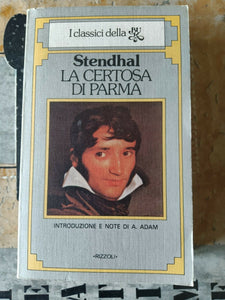 I classici della
Stendhal
LA CERTOSA
DI PARMA
INTRODUZIONE E NOTE DI A. ADAM
«RIZZOLI»